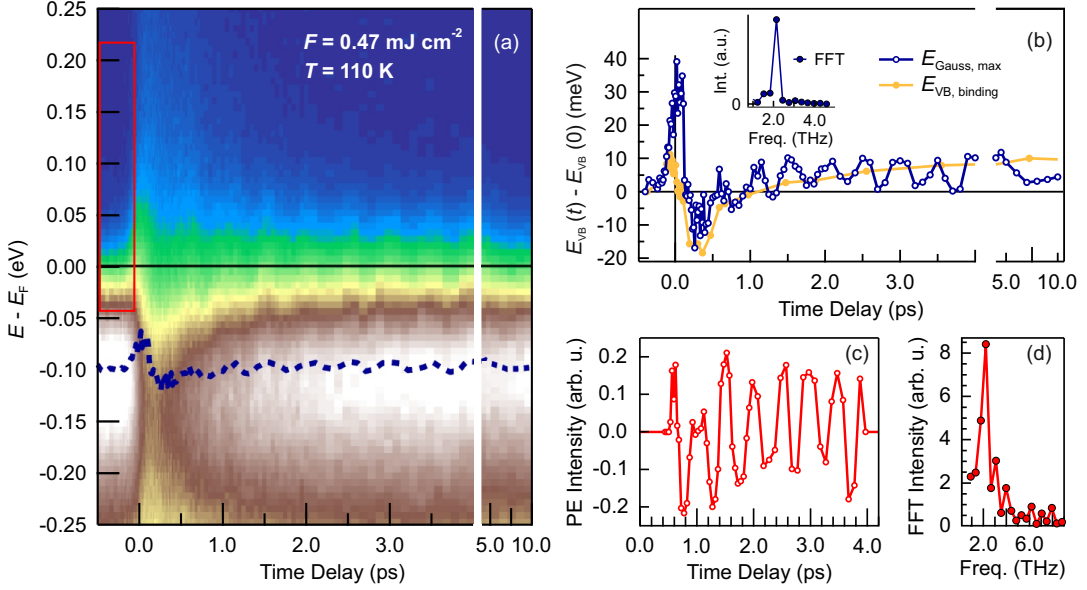 (a)
F = 0.47 mJ cm-2
T = 110 K
E - EF (eV)
0.25
0.20
0.15
0.10
0.05
0.00
-0.05
-0.10
-0.15
-0.20
-0.25
0.0 1.0 2.0 3.0 4.0 5.0 10.0
Time Delay (ps)
(b)
EVB (t) - EVB (0) (meV)
40
30
20
10
0
-10
-20
0.0 1.0 2.0 3.0 5.0 10.0
Time Delay (ps)
Int. (a.u.)
0
FFT
2.0 4.0
Freq. (THz)
EGauss, max
EVB, binding
(c)
PE Intensity (arb. u.)
0.2
0.1
0.0
-0.1
-0.2
0.0 1.0 2.0 3.0 4.0
Time Delay (ps)
(d)
FFT Intensity (arb. u.)
8
6
4
2
0
2.0 6.0
Freq. (THz)